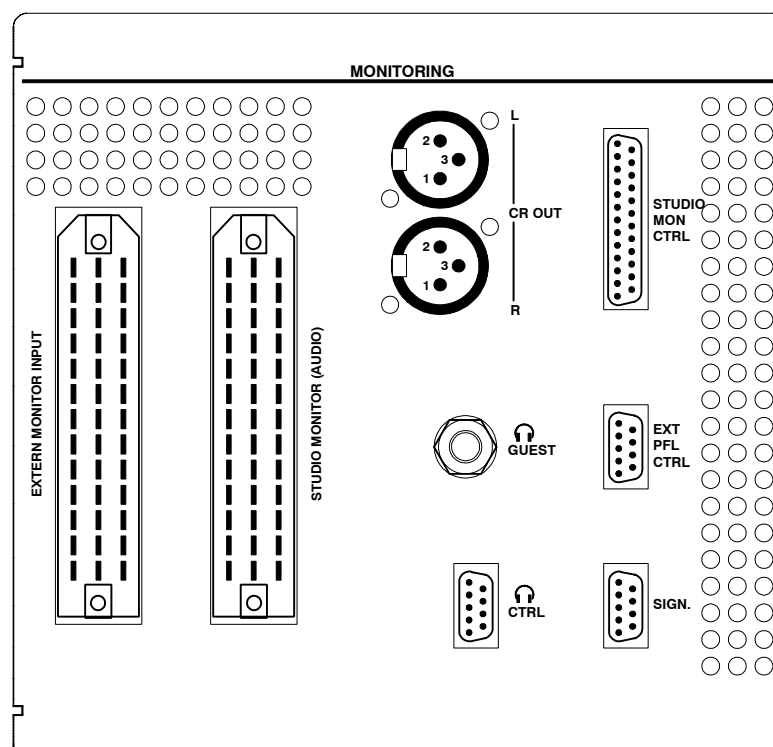 MONITORING
L
2
3
1
CR OUT
2
3
1
R
STUDIO
MON
CTRL
EXTERN MONITOR INPUT
STUDIO MONITOR (AUDIO)
GUEST
EXT
PFL
CTRL
CTRL
SIGN.